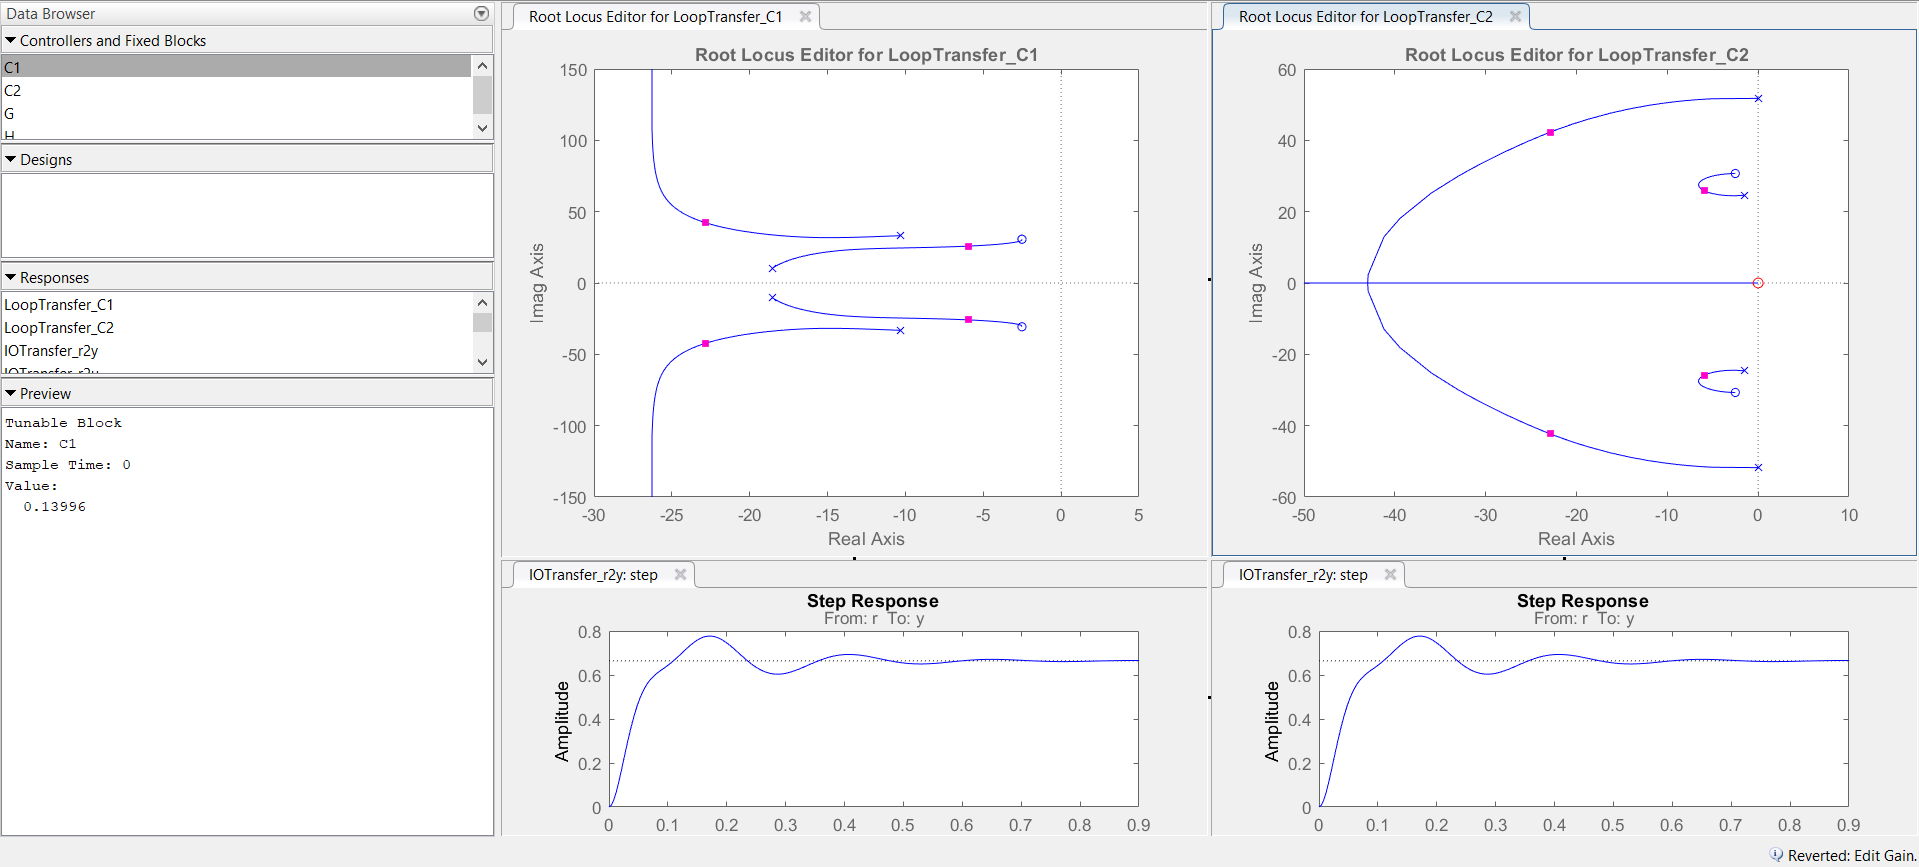 Data Browser
Controllers and Fixed Blocks
C1
C2
G
H
Designs
Responses
LoopTransfer_C1
LoopTransfer_C2
IOTransfer_r2y
IOTransfer_r2u
Preview
Tunable Block
Name: C1
Sample Time: 0
Value:
0.13996
Root Locus Editor for LoopTransfer_C1
Root Locus Editor for LoopTransfer_C1
150
100
50
0
-50
-100
-150
Imag Axis
-30 -25 -20 -15 -10 -5 0 5
Real Axis
Root Locus Editor for LoopTransfer_C2
Root Locus Editor for LoopTransfer_C2
60
40
20
0
-20
-40
-60
Imag Axis
-50 -40 -30 -20 -10 0 10
Real Axis
IOTransfer_r2y: step
Step Response
From: r To: y
0.8
0.6
0.4
0.2
0
Amplitude
0 0.1 0.2 0.3 0.4 0.5 0.6 0.7 0.8 0.9
IOTransfer_r2y: step
Step Response
From: r To: y
0.8
0.6
0.4
0.2
0
Amplitude
0 0.1 0.2 0.3 0.4 0.5 0.6 0.7 0.8 0.9
Reverted: Edit Gain.